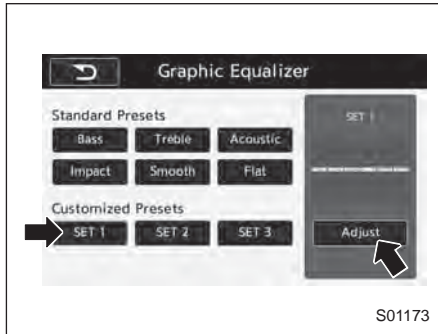 Graphic Equalizer
Standard Presets
SET 1
Bass Treble Acoustic
Impact Smooth Flat
Customized Presets
SET 1 SET 2 SET 3 Adjust
S01173